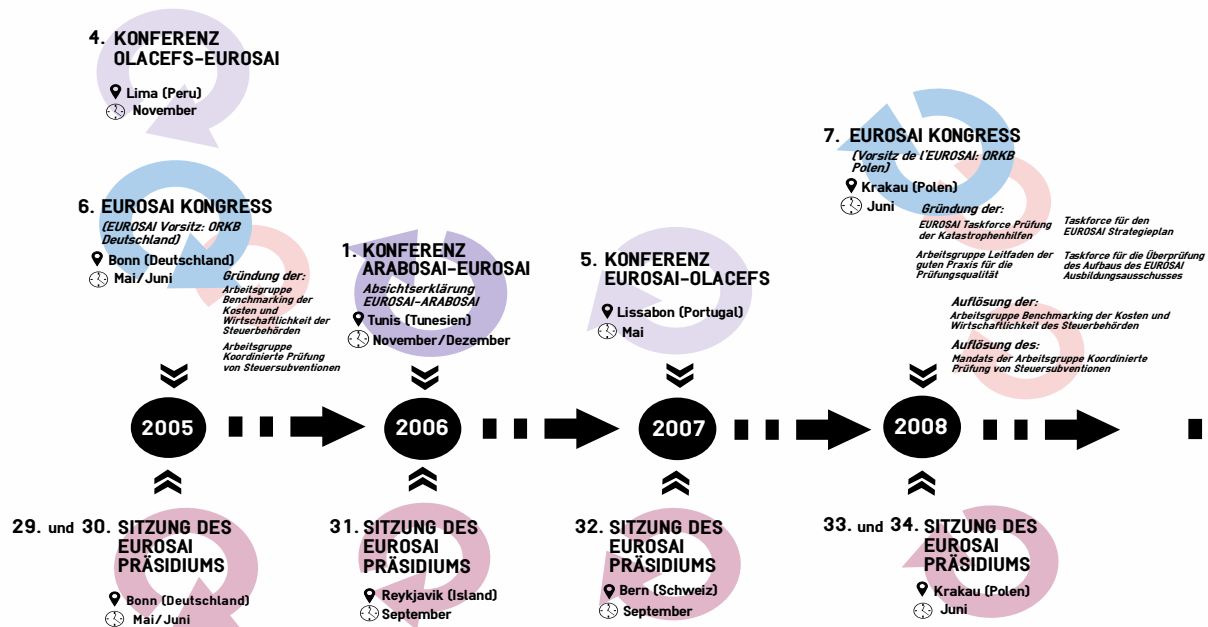 4. KONFERENZ
OLACEFS-EUROSAI
Lima (Peru)
November
6. EUROSAI KONGRESS
(EUROSAI Vorsitz: ORKB
Deutschland)
Bonn (Deutschland)
Mai/Juni
Gründung der:
Arbeitsgruppe
Benchmarking der
Kosten und
Wirtschaftlichkeit der
Steuerbehörden
Arbeitsgruppe
Koordinierte Prüfung
von Steuersubventionen
1. KONFERENZ
ARABOSAI-EUROSAI
Absichtserklärung
EUROSAI-ARABOSAI
Tunis (Tunesien)
November/Dezember
5. KONFERENZ
EUROSAI-OLACEFS
Lissabon (Portugal)
Mai
7. EUROSAI KONGRESS
(Vorsitz de l'EUROSAI: ORKB
Polen)
Krakau (Polen)
Juni
Gründung der:
EUROSAI Taskforce Prüfung
der Katastrophenhilfen
Arbeitsgruppe Leitfaden der
guten Praxis für die
Prüfungsqualität
Taskforce für den
EUROSAI Strategieplan
Taskforce für die Überprüfung
des Aufbaus des EUROSAI
Ausbildungsausschusses
Auflösung der:
Arbeitsgruppe Benchmarking der Kosten und
Wirtschaftlichkeit des Steuerbehörden
Auflösung des:
Mandats der Arbeitsgruppe Koordinierte
Prüfung von Steuersubventionen
2005
2006
2007
2008
29. und 30. SITZUNG DES
EUROSAI
PRÄSIDIUMS
Bonn (Deutschland)
Mai/Juni
31. SITZUNG DES
EUROSAI
PRÄSIDIUMS
Reykjavik (Island)
September
32. SITZUNG DES
EUROSAI
PRÄSIDIUMS
Bern (Schweiz)
September
33. und 34. SITZUNG DES
EUROSAI
PRÄSIDIUMS
Krakau (Polen)
Juni